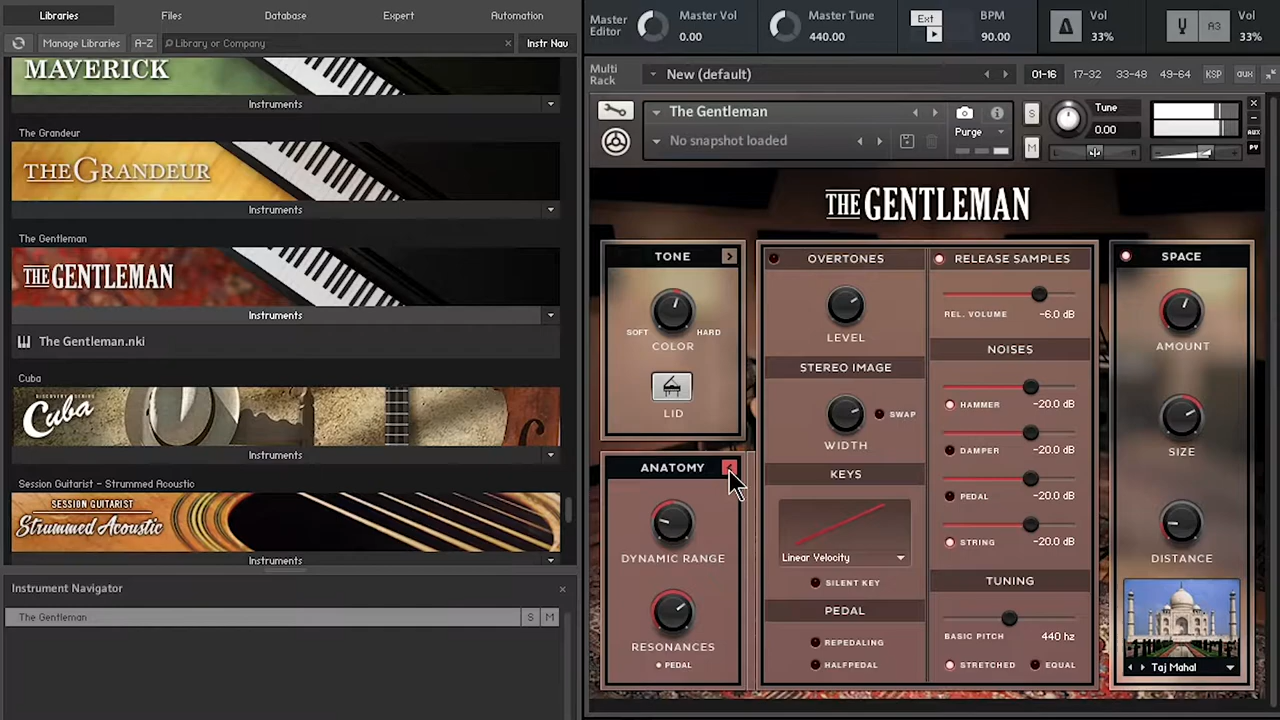 Libraries
Files
Database
Expert
Automation
Manage Libraries
A-Z
Library or Company
Instr Nav
MAVERICK
Instruments
The Grandeur
THE GRANDEUR
Instruments
The Gentleman
THE GENTLEMAN
Instruments
The Gentleman.nki
Cuba
DISCOVERY SERIES
Cuba
Instruments
Session Guitarist - Strummed Acoustic
SESSION GUITARIST
Strummed Acoustic
Instruments
Instrument Navigator
The Gentleman
S
M
Master
Editor
Master Vol
0.00
Master Tune
440.00
Ext
BPM
90.00
Vol
33%
A3
Vol
33%
Multi
Rack
New (default)
01-16
17-32
33-48
49-64
KSP
aux
The Gentleman
No snapshot loaded
Purge
S
M
Tune
0.00
L
R
AUX
PV
THE GENTLEMAN
TONE
SOFT
HARD
COLOR
LID
ANATOMY
DYNAMIC RANGE
RESONANCES
PEDAL
OVERTONES
LEVEL
STEREO IMAGE
SWAP
WIDTH
KEYS
Linear Velocity
SILENT KEY
PEDAL
REPEDALING
HALFPEDAL
RELEASE SAMPLES
REL. VOLUME
-6.0 dB
NOISES
HAMMER
-20.0 dB
DAMPER
-20.0 dB
PEDAL
-20.0 dB
STRING
-20.0 dB
TUNING
BASIC PITCH
440 hz
STRETCHED
EQUAL
SPACE
AMOUNT
SIZE
DISTANCE
Taj Mahal